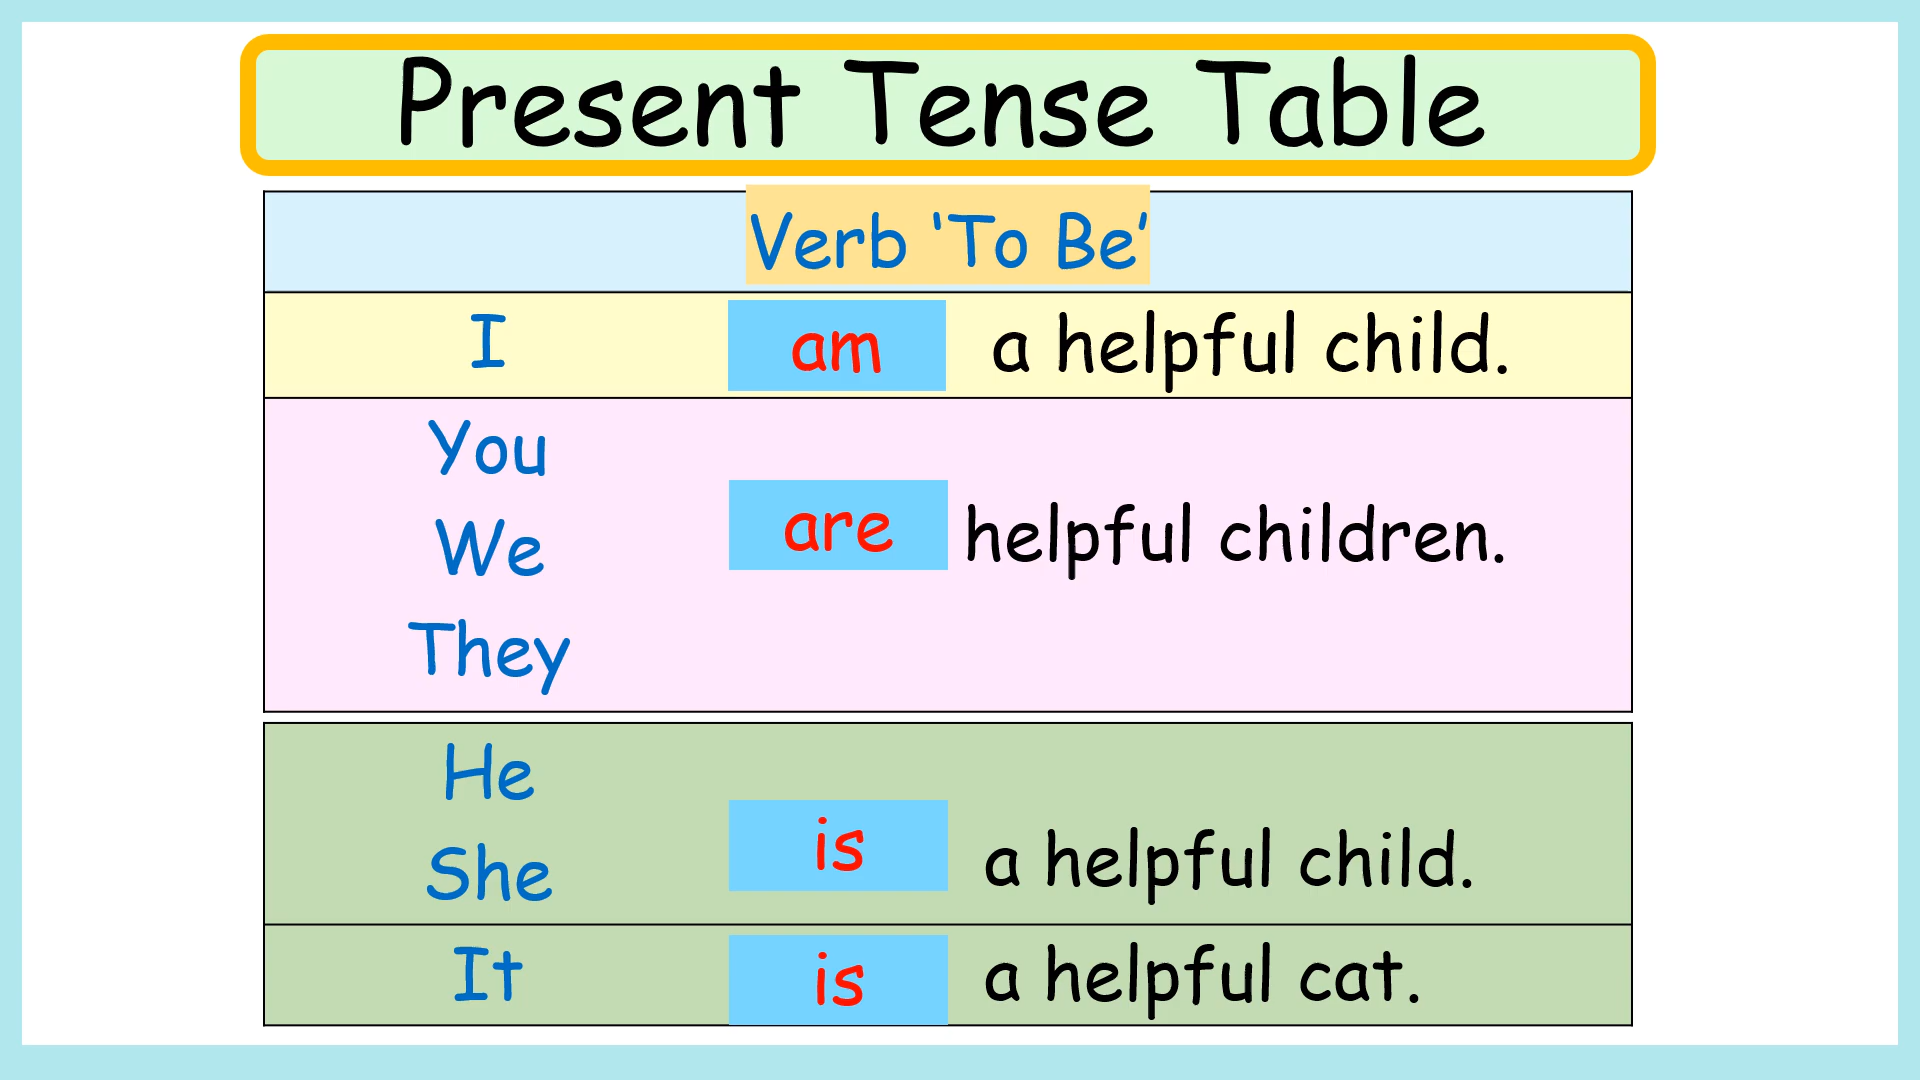 Present Tense Table
Verb ‘To Be’
I am a helpful child.
You
We are helpful children.
They
He
She is a helpful child.
It is a helpful cat.